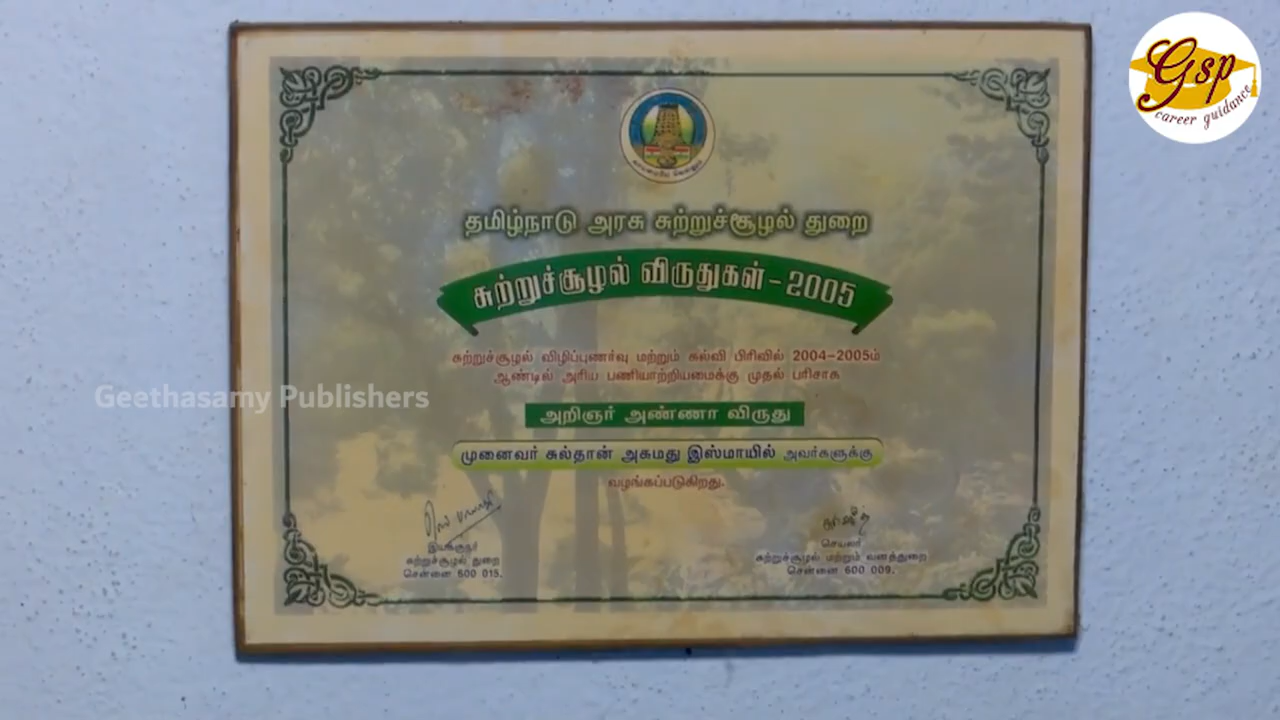 Gsp
career guidance
வாய்மையே வெல்லும்
தமிழ்நாடு அரசு சுற்றுச்சூழல் துறை
சுற்றுச்சூழல் விருதுகள் - 2005
சுற்றுச்சூழல் விழிப்புணர்வு மற்றும் கல்வி பிரிவில் 2004-2005ம்
ஆண்டில் அரிய பணியாற்றியமைக்கு முதல் பரிசாக
Geethasamy Publishers
அறிஞர் அண்ணா விருது
முனைவர் சுல்தான் அகமது இஸ்மாயில் அவர்களுக்கு
வழங்கப்படுகிறது.
இயக்குநர்
சுற்றுச்சூழல் துறை
சென்னை 600 015.
செயலர்
சுற்றுச்சூழல் மற்றும் வனத்துறை
சென்னை 600 009.